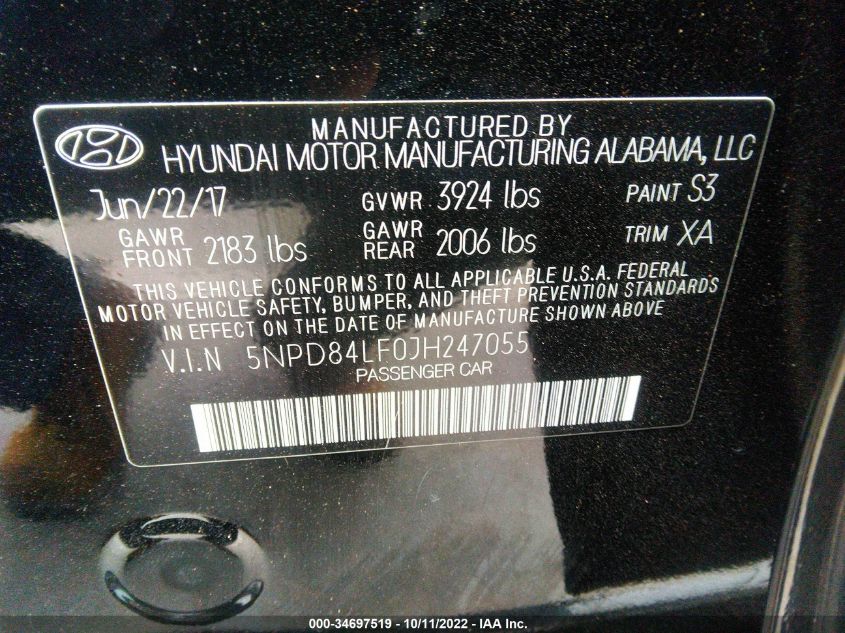 MANUFACTURED BY
HYUNDAI MOTOR MANUFACTURING ALABAMA, LLC
Jun/22/17 GVWR 3924 lbs PAINT S3
GAWR FRONT 2183 lbs GAWR REAR 2006 lbs TRIM XA
THIS VEHICLE CONFORMS TO ALL APPLICABLE U.S.A. FEDERAL
MOTOR VEHICLE SAFETY, BUMPER, AND THEFT PREVENTION STANDARDS
IN EFFECT ON THE DATE OF MANUFACTURE SHOWN ABOVE
V.I.N 5NPD84LF0JH247055
PASSENGER CAR
000-34697519 - 10/11/2022 - IAA Inc.